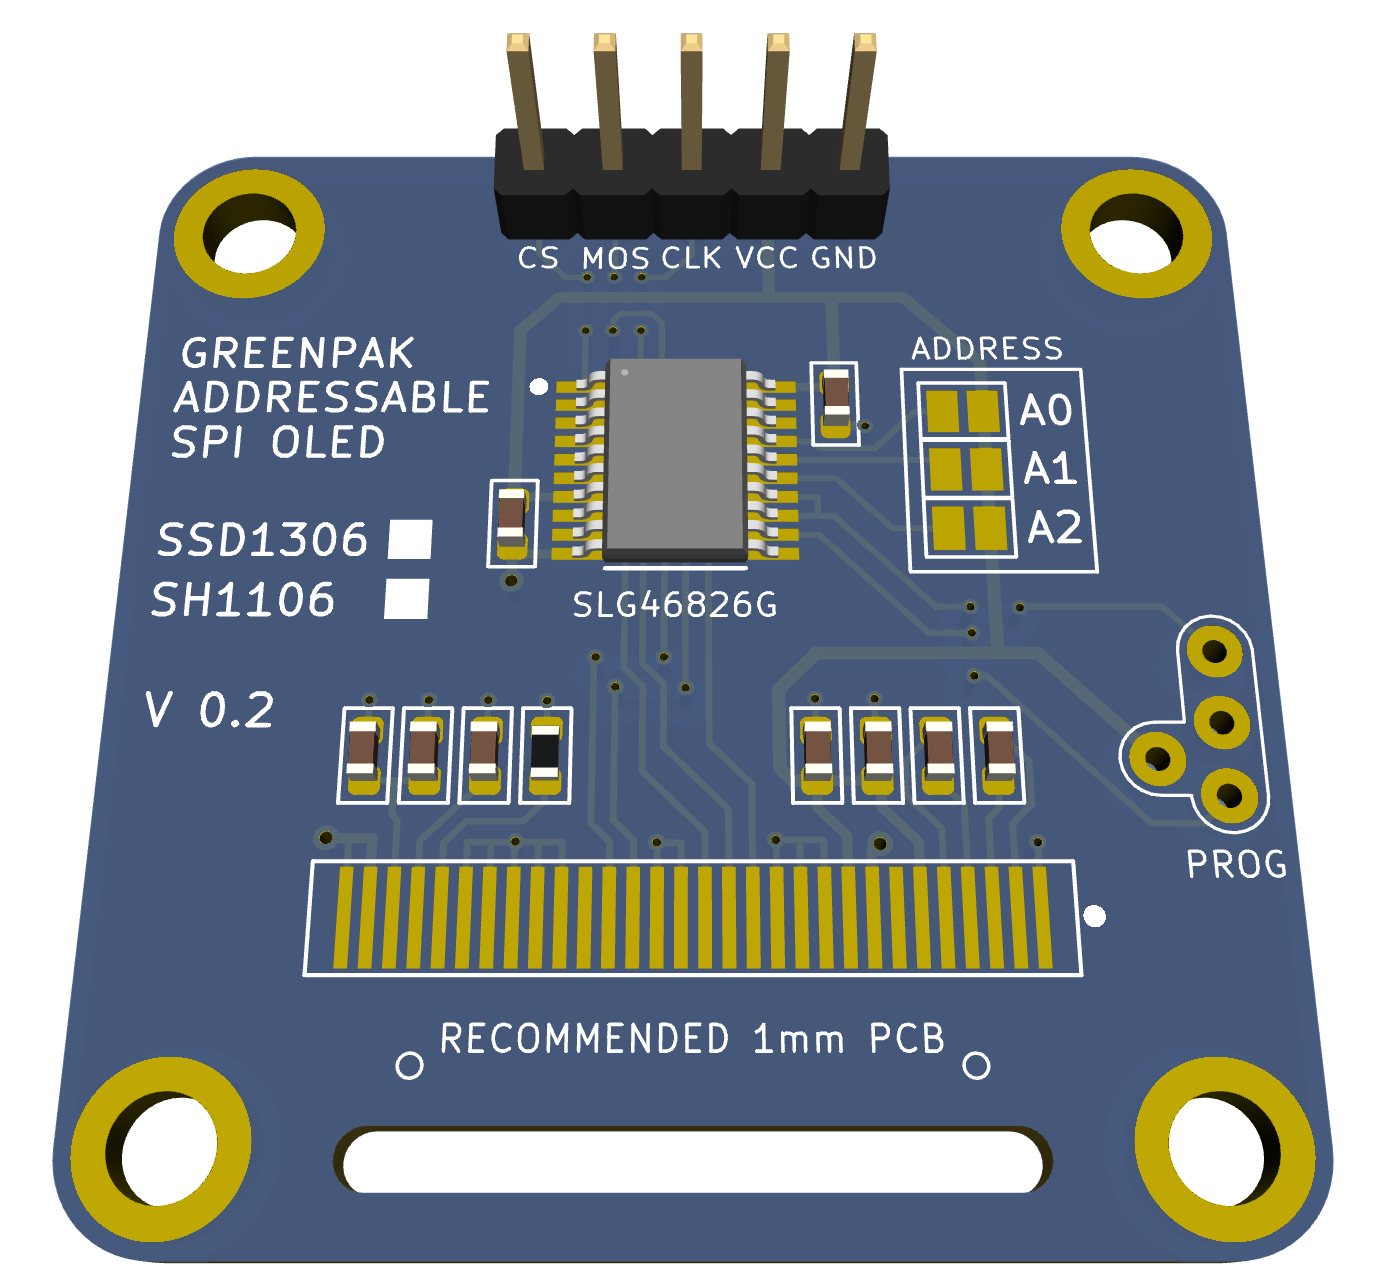 CS MOS CLK VCC GND
GREENPAK
ADDRESSABLE
SPI OLED
ADDRESS
A0
A1
A2
SSD1306
SH1106
SLG46826G
V 0.2
PROG
RECOMMENDED 1mm PCB